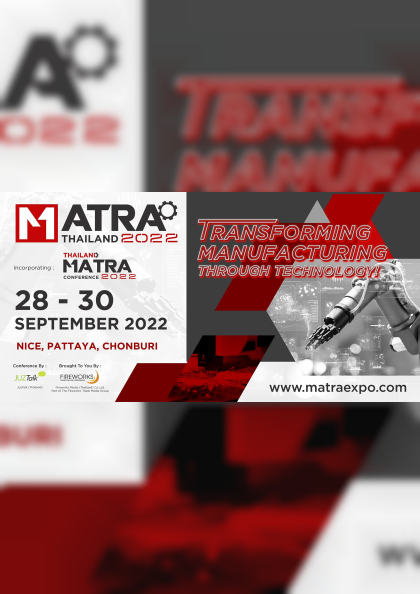 MATRA
THAILAND 2022
Incorporating :
THAILAND
MATRA
CONFERENCE 2022
28 - 30
SEPTEMBER 2022
NICE, PATTAYA, CHONBURI
Conference By :
JUZTalk
Brought To You By :
FIREWORKS
TRANSFORMING
MANUFACTURING
THROUGH TECHNOLOGY!
www.matraexpo.com